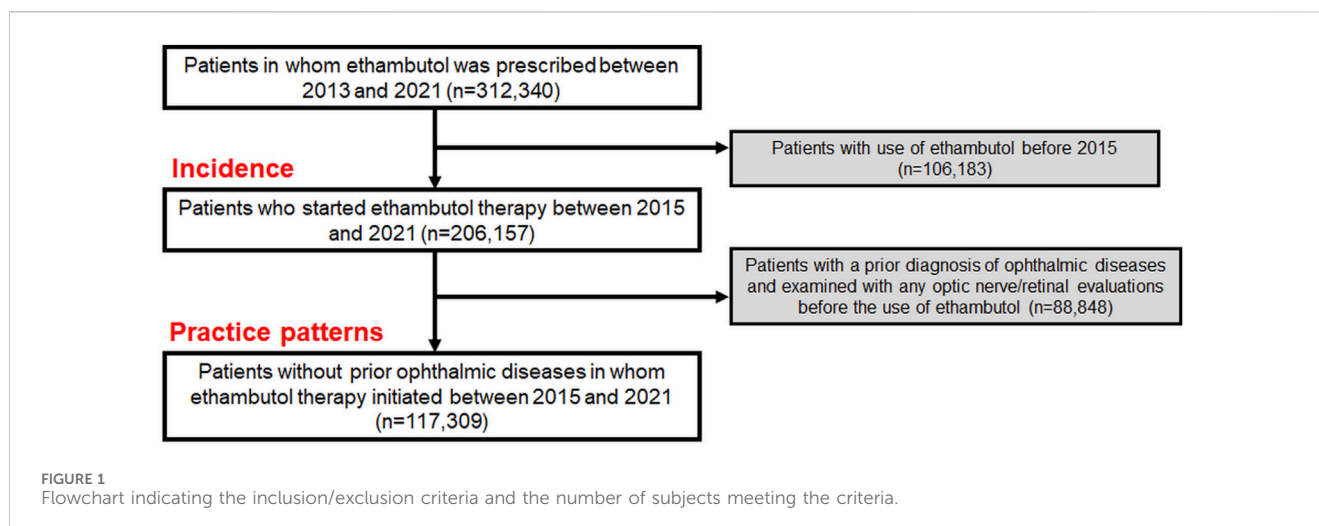 Patients in whom ethambutol was prescribed between
2013 and 2021 (n=312,340)
Patients with use of ethambutol before 2015
(n=106,183)
Incidence
Patients who started ethambutol therapy between 2015
and 2021 (n=206,157)
Patients with a prior diagnosis of ophthalmic diseases
and examined with any optic nerve/retinal evaluations
before the use of ethambutol (n=88,848)
Practice patterns
Patients without prior ophthalmic diseases in whom
ethambutol therapy initiated between 2015 and 2021
(n=117,309)
FIGURE 1
Flowchart indicating the inclusion/exclusion criteria and the number of subjects meeting the criteria.